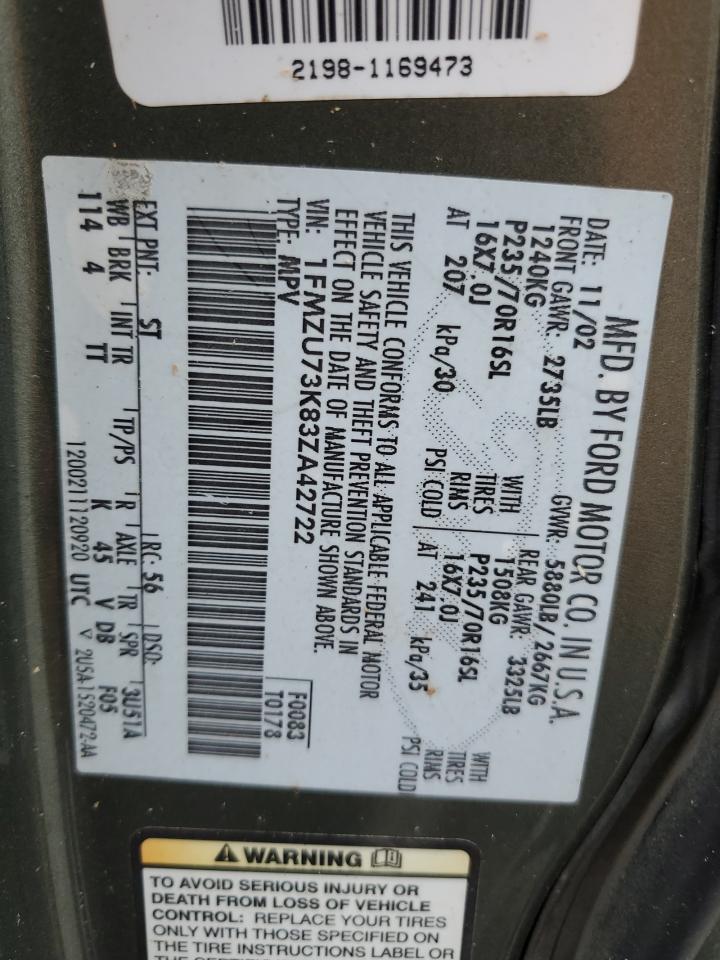 2198-1169473
MFD. BY FORD MOTOR CO. IN U.S.A.
DATE: 11/02 GVWR: 5880LB/2667KG
FRONT GAWR: 2735LB REAR GAWR: 3325LB
1240KG WITH 1508KG WITH
P235/70R16SL TIRES P235/70R16SL TIRES
16X7.0J RIMS 16X7.0J RIMS
AT 207 kPa/30 PSI COLD AT 241 kPa/35 PSI COLD
THIS VEHICLE CONFORMS TO ALL APPLICABLE FEDERAL MOTOR
VEHICLE SAFETY AND THEFT PREVENTION STANDARDS IN
EFFECT ON THE DATE OF MANUFACTURE SHOWN ABOVE.
VIN: 1FMZU73K83ZA42722
TYPE: MPV
F0083
T0178
EXT PNT: ST RC: 56 DSO:
WB BRK INT TR TP/PS R AXLE TR SPR 3U51A
114 4 TT K 45 V DB F05
120021120920 UTC ▽ 2U5A-1520472-AA
WARNING
TO AVOID SERIOUS INJURY OR
DEATH FROM LOSS OF VEHICLE
CONTROL: REPLACE YOUR TIRES
ONLY WITH THOSE SPECIFIED ON
THE TIRE INSTRUCTIONS LABEL OR